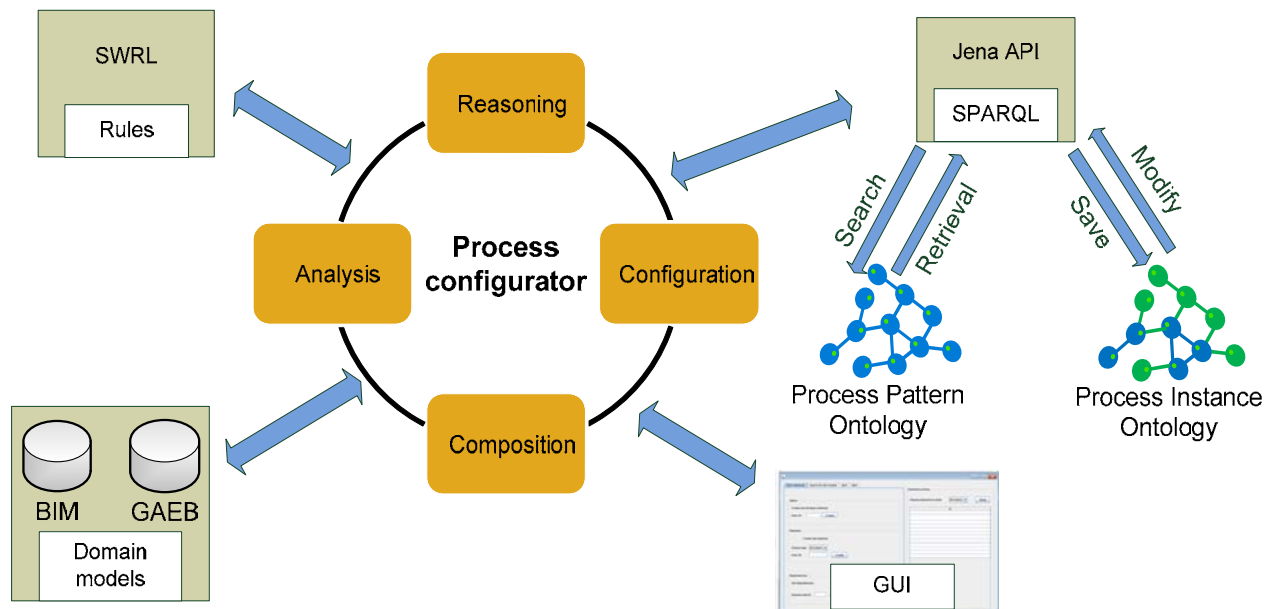 SWRL
Rules
Reasoning
Jena API
SPARQL
Search
Retrieval
Save
Modify
Analysis
Process
configurator
Configuration
Process Pattern
Ontology
Process Instance
Ontology
Composition
BIM
GAEB
Domain
models
GUI